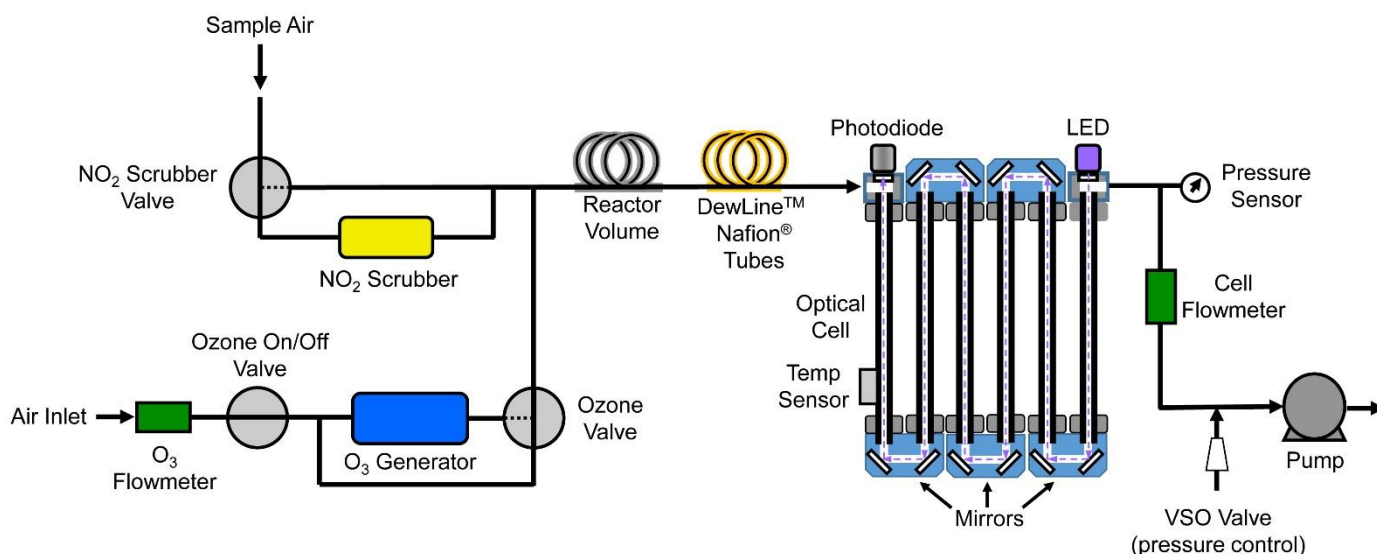 Sample Air
NO₂ Scrubber
Valve
NO₂ Scrubber
Reactor
Volume
DewLine™
Nafion®
Tubes
Photodiode
LED
Pressure
Sensor
Optical
Cell
Temp
Sensor
Cell
Flowmeter
Ozone On/Off
Valve
Air Inlet
O₃
Flowmeter
O₃ Generator
Ozone
Valve
Mirrors
Pump
VSO Valve
(pressure control)